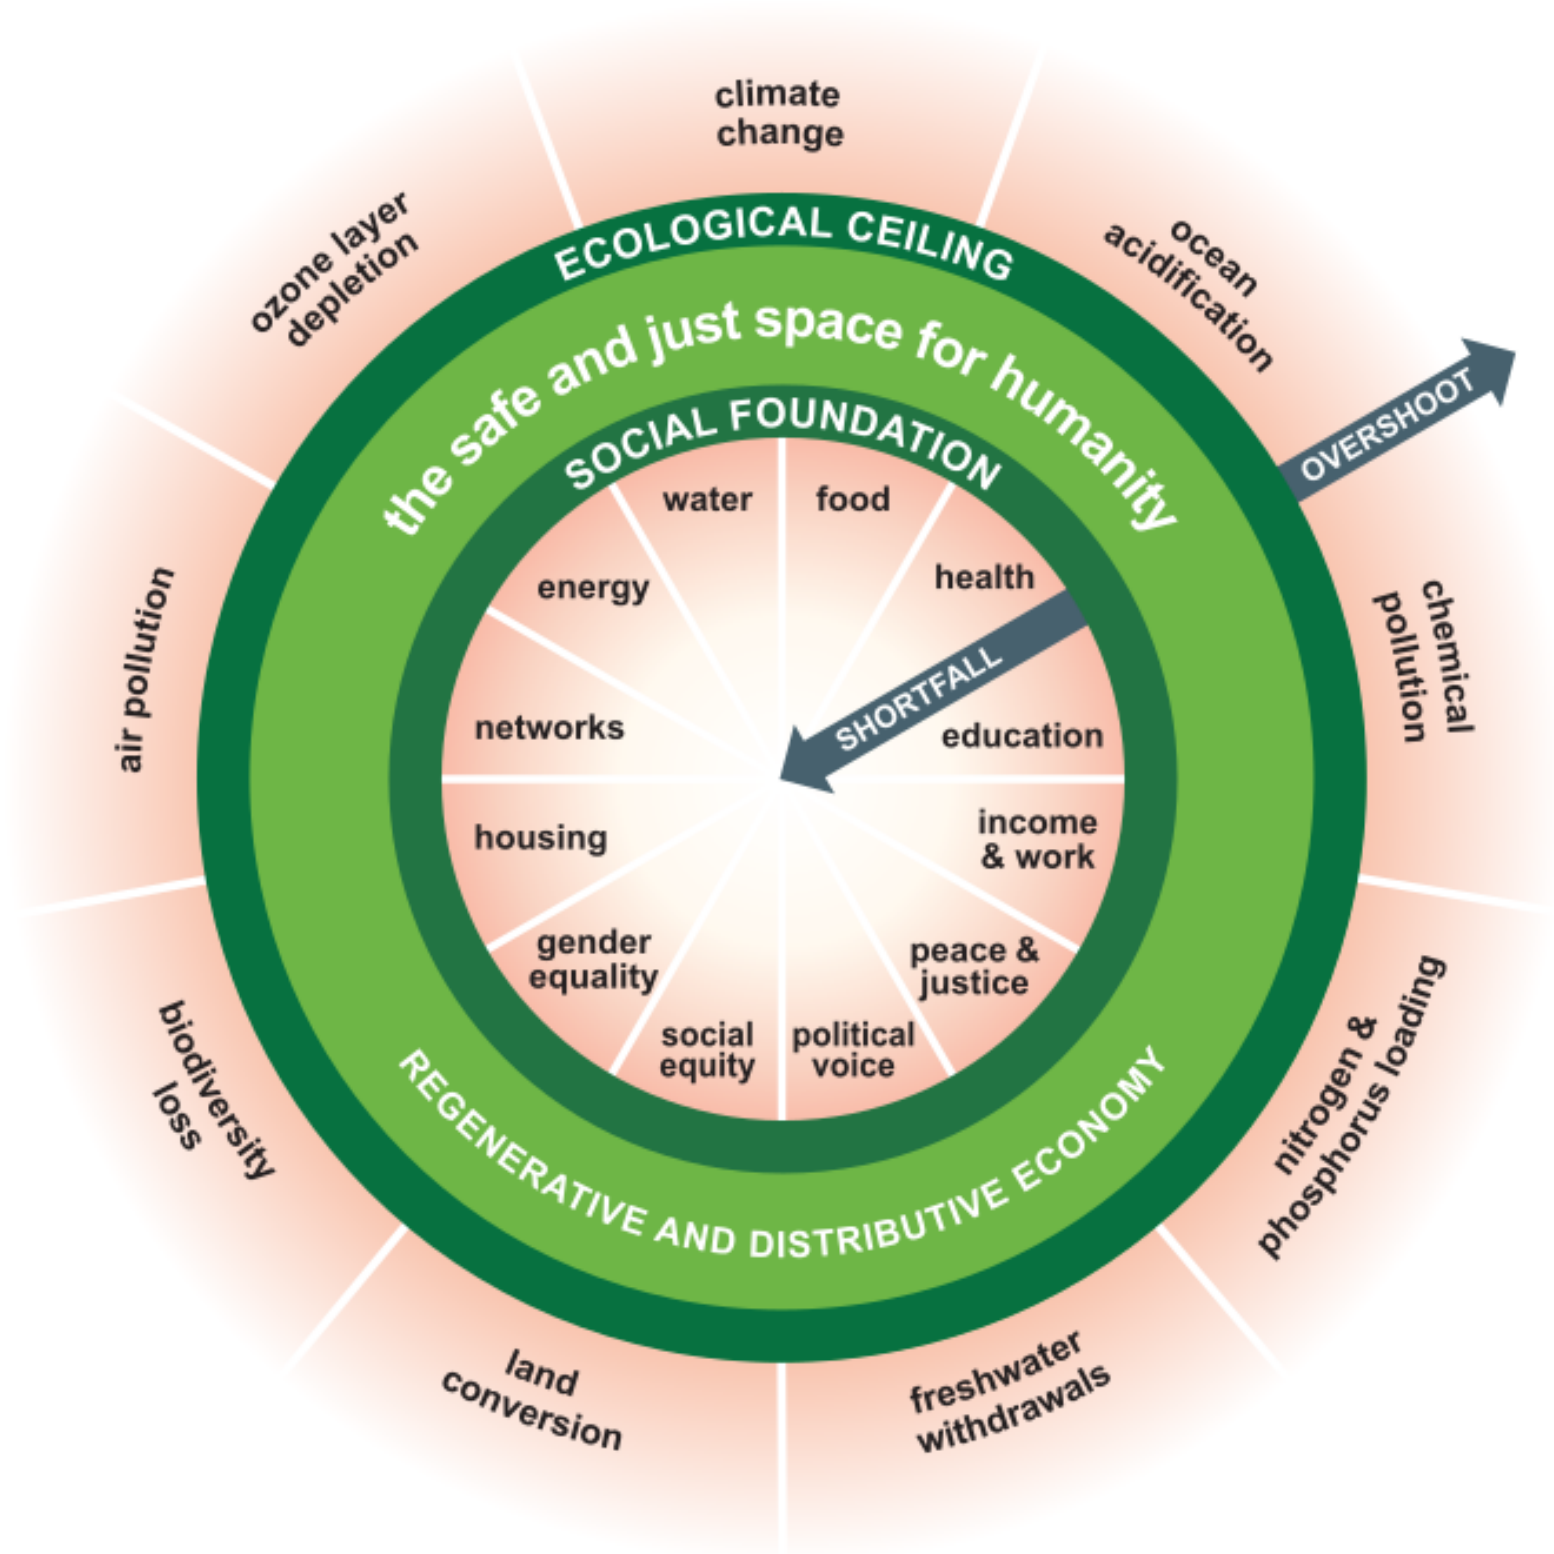 climate
change
ocean
acidification
OVERSHOOT
chemical
pollution
nitrogen &
phosphorus loading
freshwater
withdrawals
land
conversion
biodiversity
loss
air pollution
ozone layer
depletion
ECOLOGICAL CEILING
the safe and just space for humanity
SOCIAL FOUNDATION
water
food
health
SHORTFALL
education
income
& work
peace &
justice
political
voice
social
equity
gender
equality
housing
networks
energy
REGENERATIVE AND DISTRIBUTIVE ECONOMY